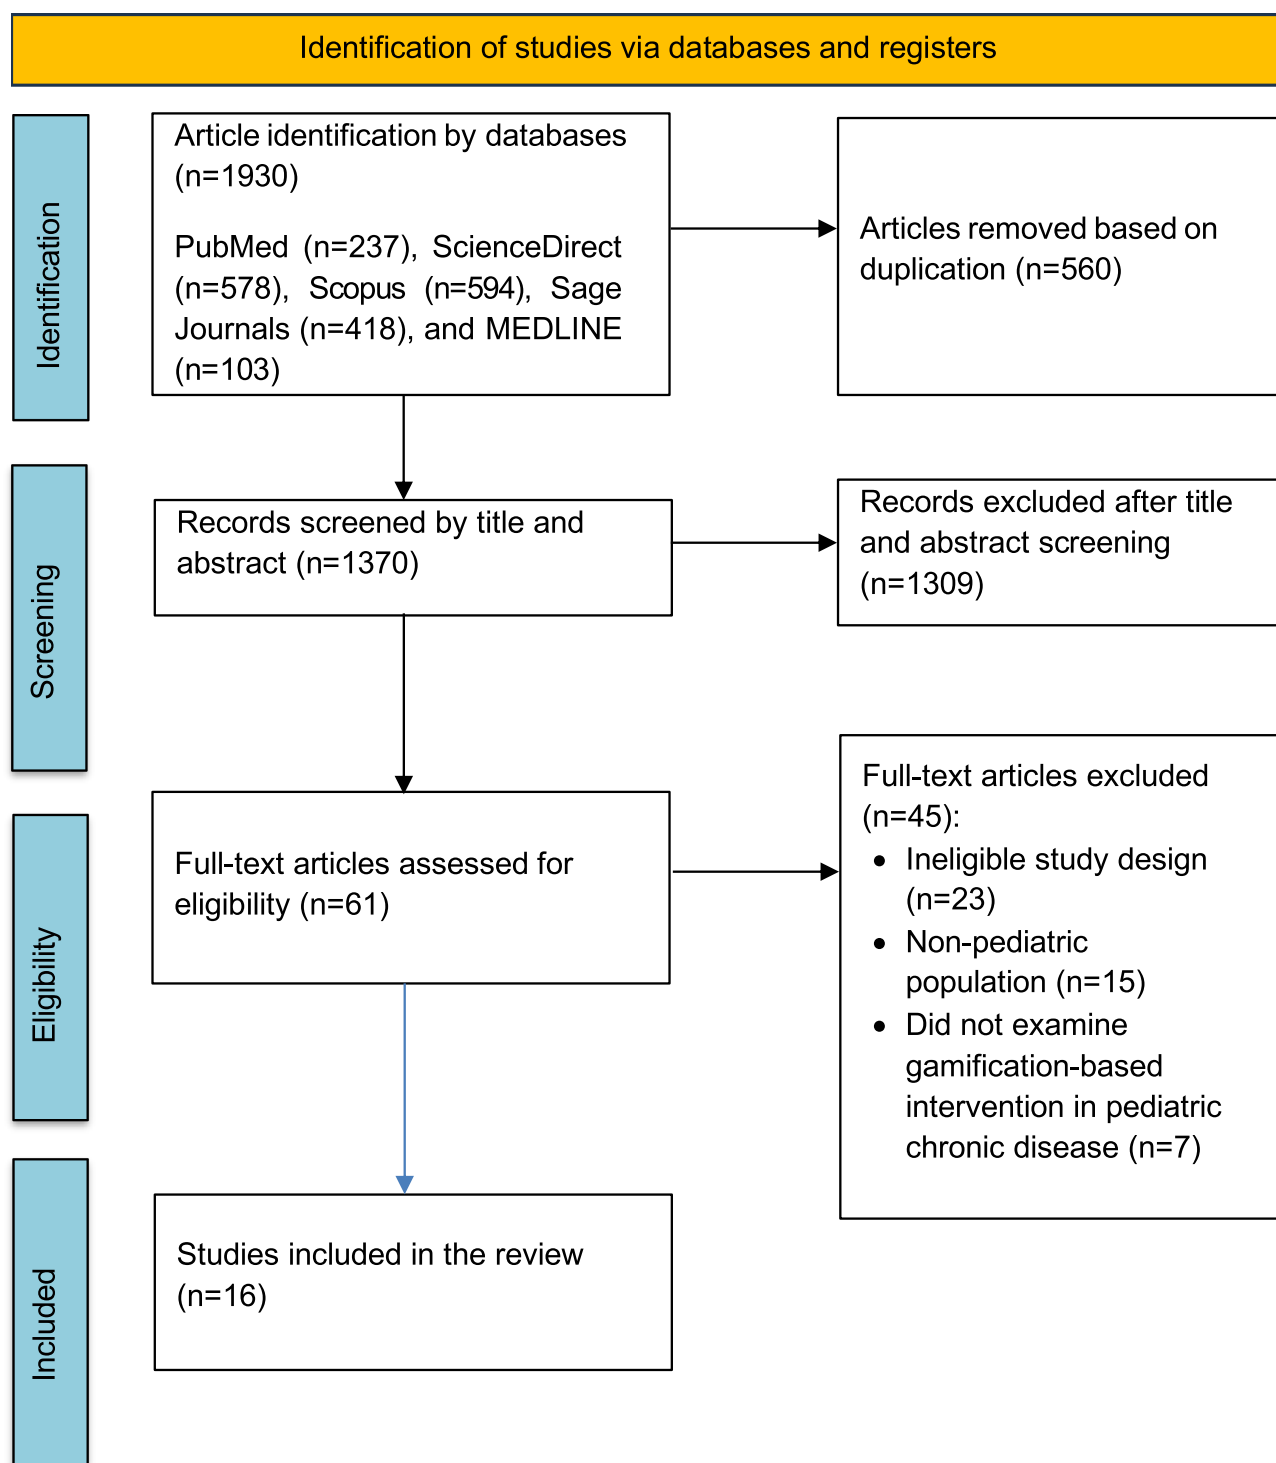 Identification of studies via databases and registers
Identification
Article identification by databases
(n=1930)
PubMed (n=237), ScienceDirect
(n=578), Scopus (n=594), Sage
Journals (n=418), and MEDLINE
(n=103)
Articles removed based on
duplication (n=560)
Screening
Records screened by title and
abstract (n=1370)
Records excluded after title
and abstract screening
(n=1309)
Eligibility
Full-text articles assessed for
eligibility (n=61)
Full-text articles excluded
(n=45):
• Ineligible study design
(n=23)
• Non-pediatric
population (n=15)
• Did not examine
gamification-based
intervention in pediatric
chronic disease (n=7)
Included
Studies included in the review
(n=16)